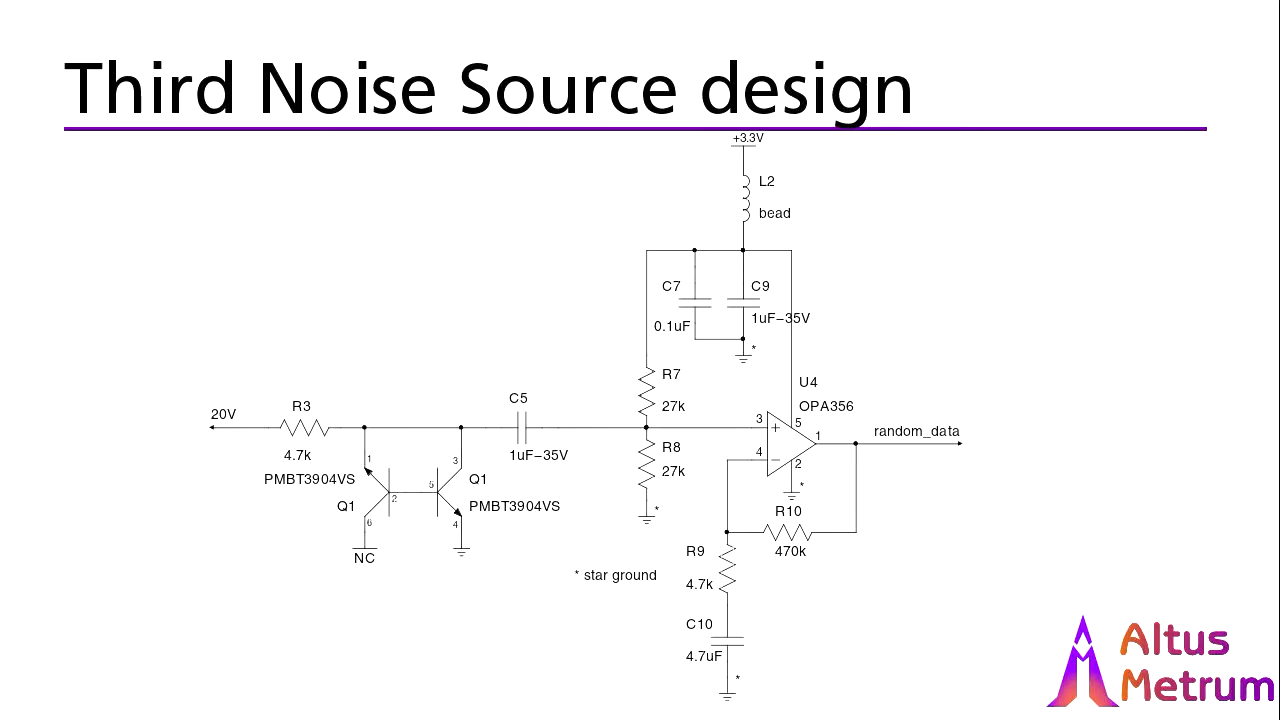 Third Noise Source design
+3.3V
L2
bead
C7
C9
0.1uF
1uF−35V
*
R7
27k
U4
OPA356
C5
20V
R3
3
+
5
1
random_data
4.7k
1uF−35V
R8
27k
4
−
2
*
1
3
PMBT3904VS
Q1
5
2
Q1
PMBT3904VS
6
4
*
R10
NC
470k
R9
* star ground
4.7k
C10
4.7uF
*
Altus
Metrum